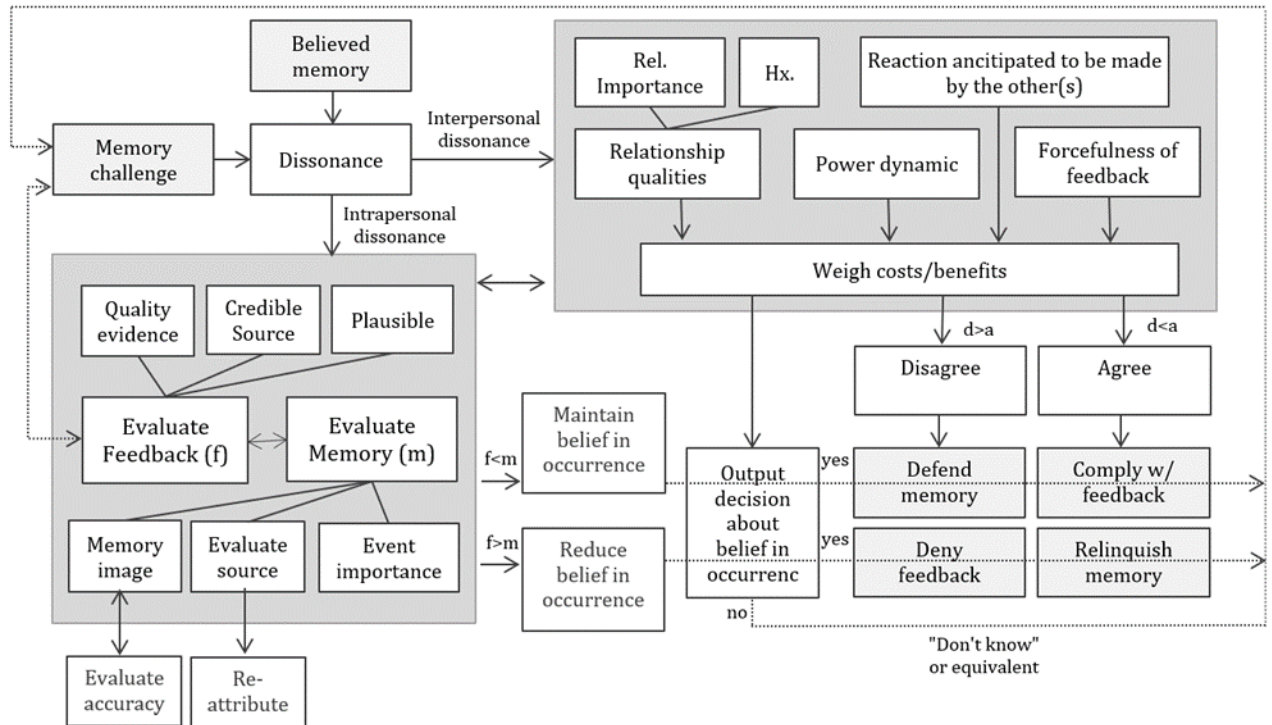 Believed
memory
Rel.
Importance
Hx.
Reaction ancitipated to be made
by the other(s)
Memory
challenge
Dissonance
Interpersonal
dissonance
Relationship
qualities
Power dynamic
Forcefulness of
feedback
Intrapersonal
dissonance
Weigh costs/benefits
Quality
evidence
Credible
Source
Plausible
d>a
d<a
Disagree
Agree
Evaluate
Feedback (f)
Evaluate
Memory (m)
f<m
Maintain
belief in
occurrence
Output
decision
about
belief in
occurrenc
yes
Defend
memory
Comply w/
feedback
Memory
image
Evaluate
source
Event
importance
f>m
Reduce
belief in
occurrence
yes
Deny
feedback
Relinquish
memory
no
"Don't know"
or equivalent
Evaluate
accuracy
Re-
attribute